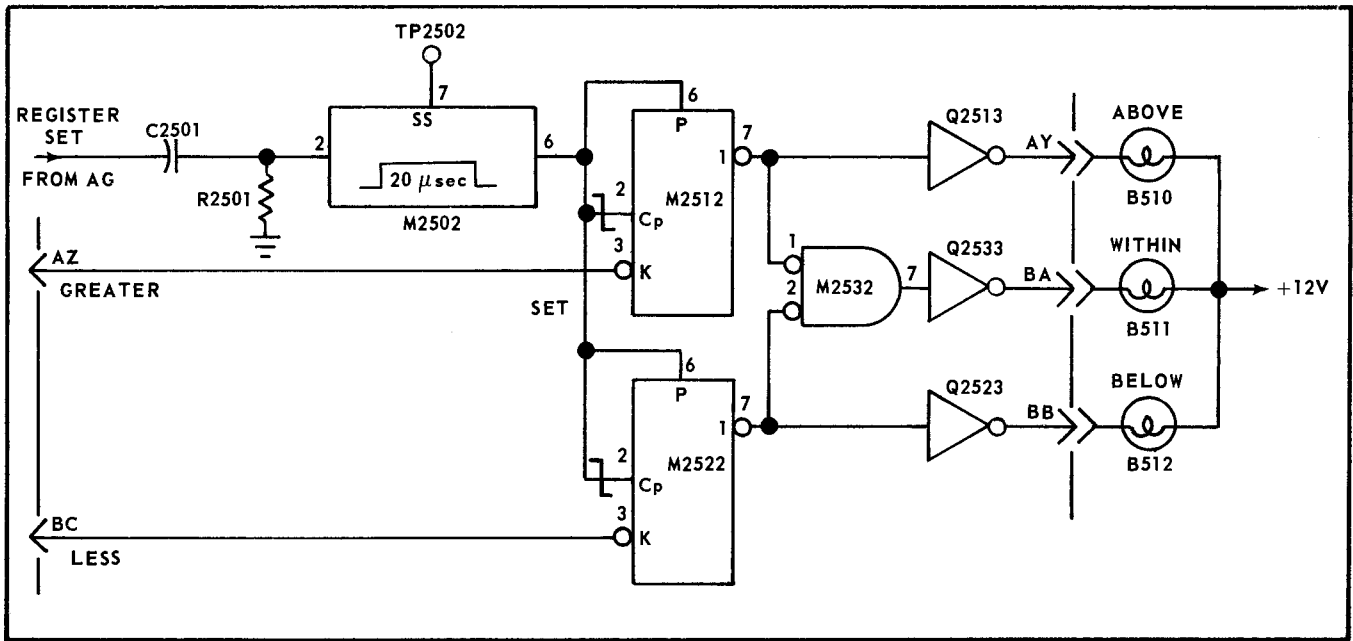 TP2502
7
REGISTER
SET
FROM AG
C2501
R2501
2
SS
6
20 μsec
M2502
6
P
7
1
M2512
2
Cp
3
K
AZ
GREATER
SET
6
P
7
1
M2522
2
Cp
3
K
BC
LESS
1
2
M2532
7
Q2513
AY
ABOVE
B510
Q2533
BA
WITHIN
B511
+12V
Q2523
BB
BELOW
B512